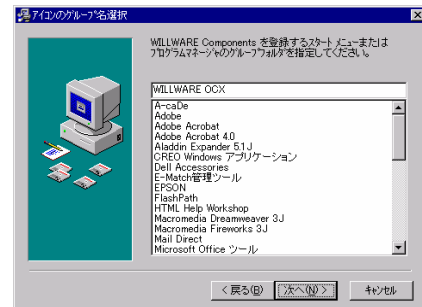 アイコンのグループ名選択
WILLWARE Components を登録するスタート メニューまたは
プログラムマネージャのグループフォルダを指定してください。
WILLWARE OCX
A-caDe
Adobe
Adobe Acrobat
Adobe Acrobat 4.0
Aladdin Expander 5.1 J
CREO Windows アプリケーション
Dell Accessories
E-Match管理ツール
EPSON
FlashPath
HTML Help Workshop
Macromedia Dreamweaver 3J
Macromedia Fireworks 3J
Mail Direct
Microsoft Office ツール
< 戻る(B)
次へ(N) >
キャンセル